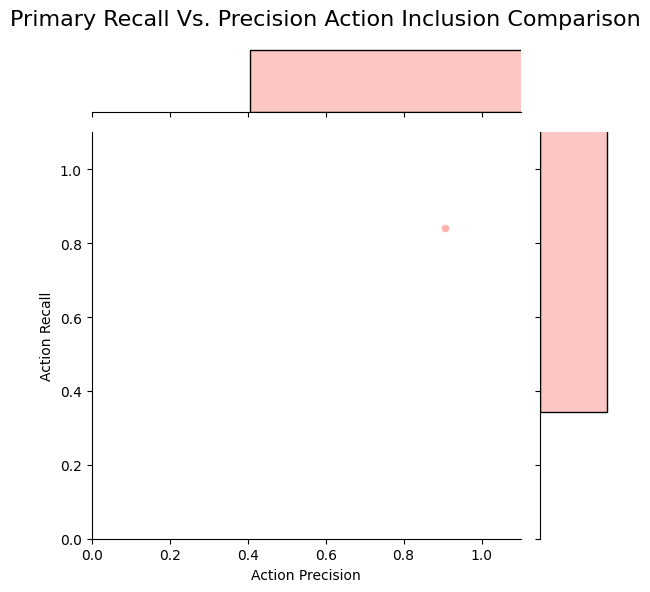 Primary Recall Vs. Precision Action Inclusion Comparison
1.0
0.8
0.6
0.4
0.2
0.0
Action Recall
0.0 0.2 0.4 0.6 0.8 1.0
Action Precision